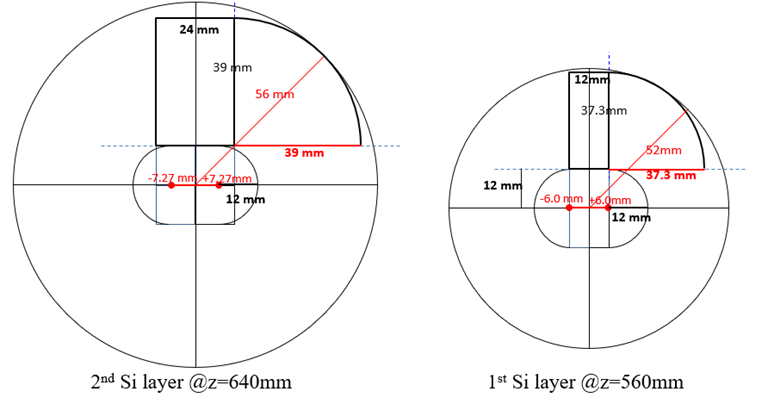 24 mm
39 mm
56 mm
39 mm
-7.27 mm
+7.27mm
12 mm
2nd Si layer @z=640mm
12mm
37.3mm
52mm
37.3 mm
12 mm
-6.0 mm
+6.0mm
12 mm
1st Si layer @z=560mm